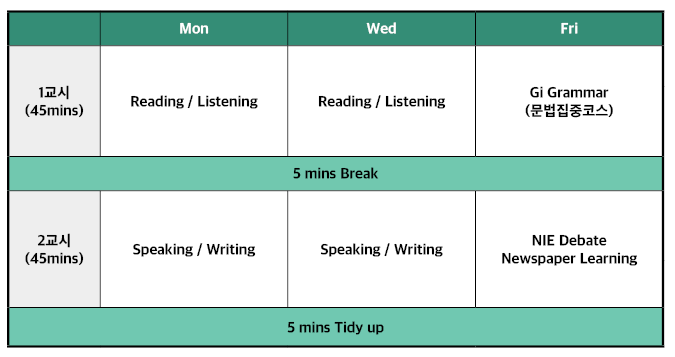 Mon Wed Fri
1교시
(45mins)
Reading / Listening
Reading / Listening
Gi Grammar
(문법집중코스)
5 mins Break
2교시
(45mins)
Speaking / Writing
Speaking / Writing
NIE Debate
Newspaper Learning
5 mins Tidy up